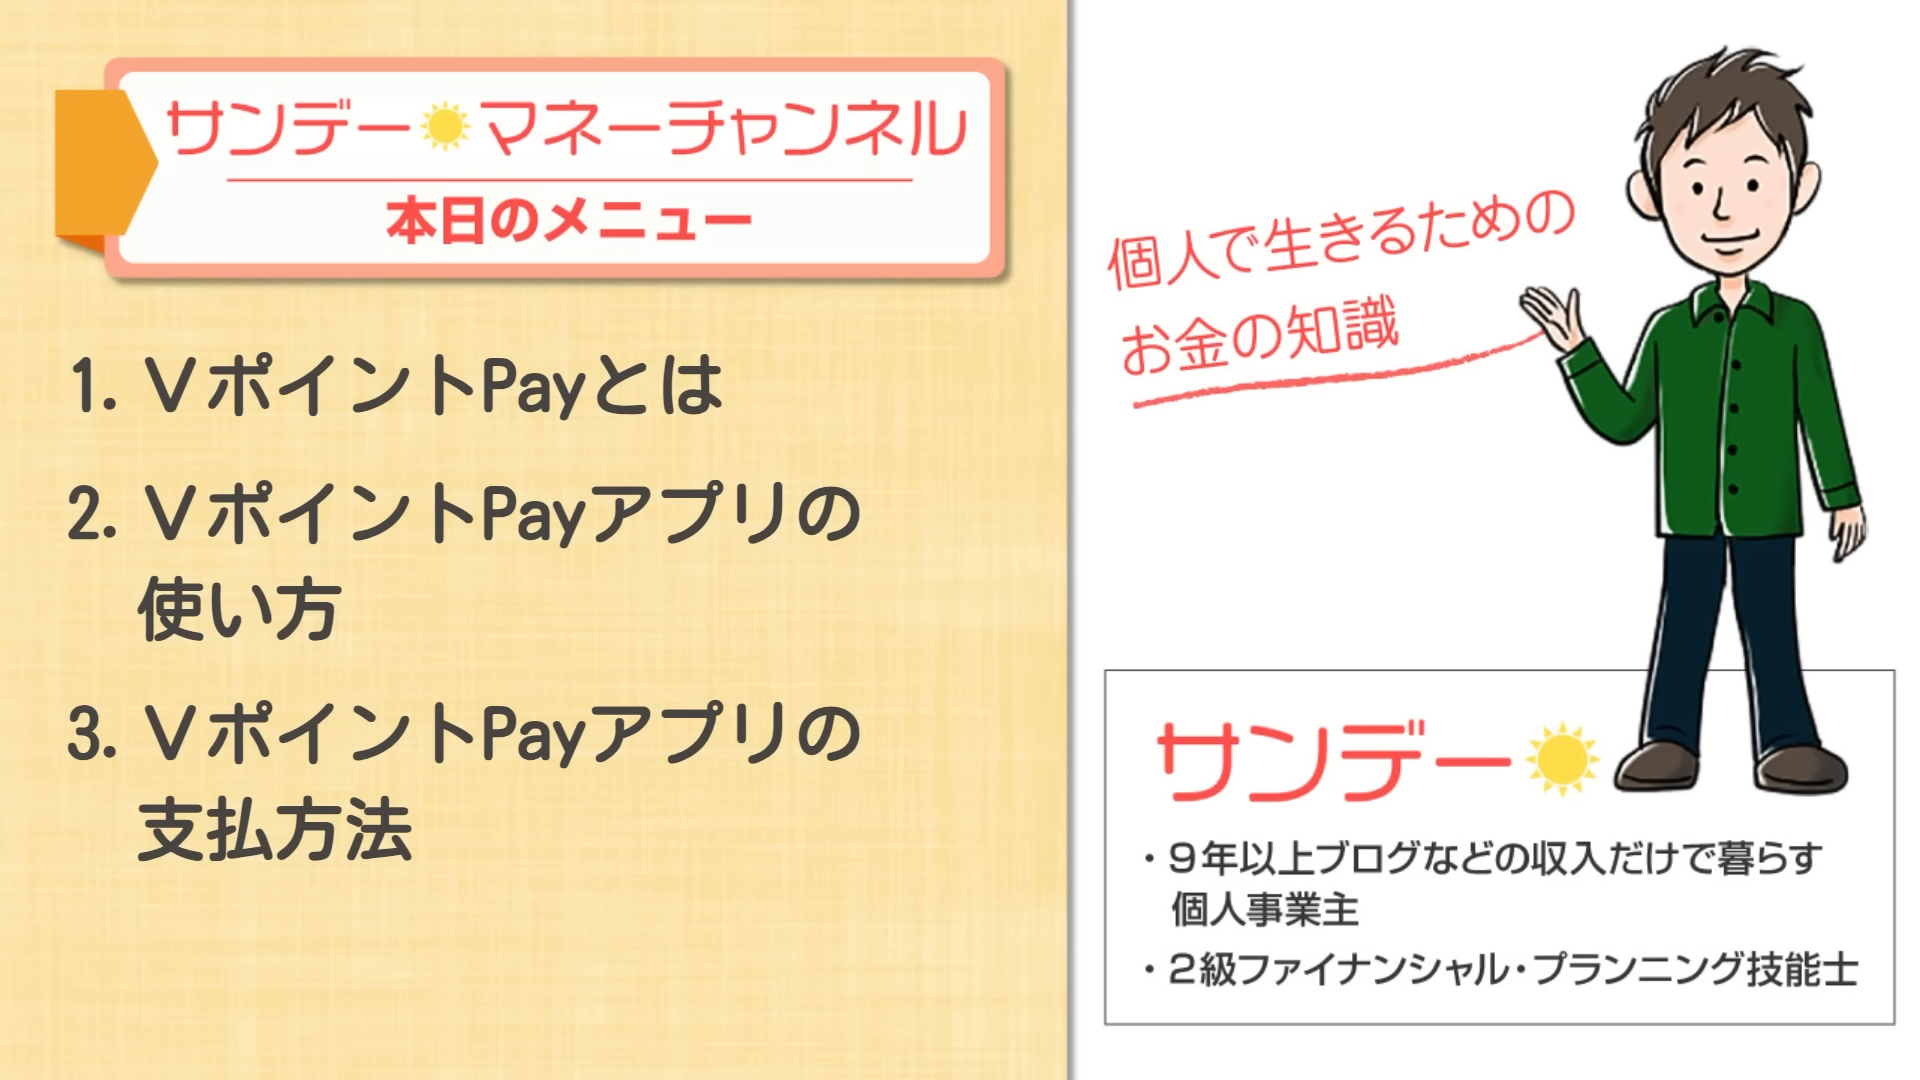 サンデー マネーチャンネル
本日のメニュー
1. VポイントPayとは
2. VポイントPayアプリの
使い方
3. VポイントPayアプリの
支払方法
個人で生きるための
お金の知識
サンデー
・９年以上ブログなどの収入だけで暮らす
個人事業主
・２級ファイナンシャル・プランニング技能士